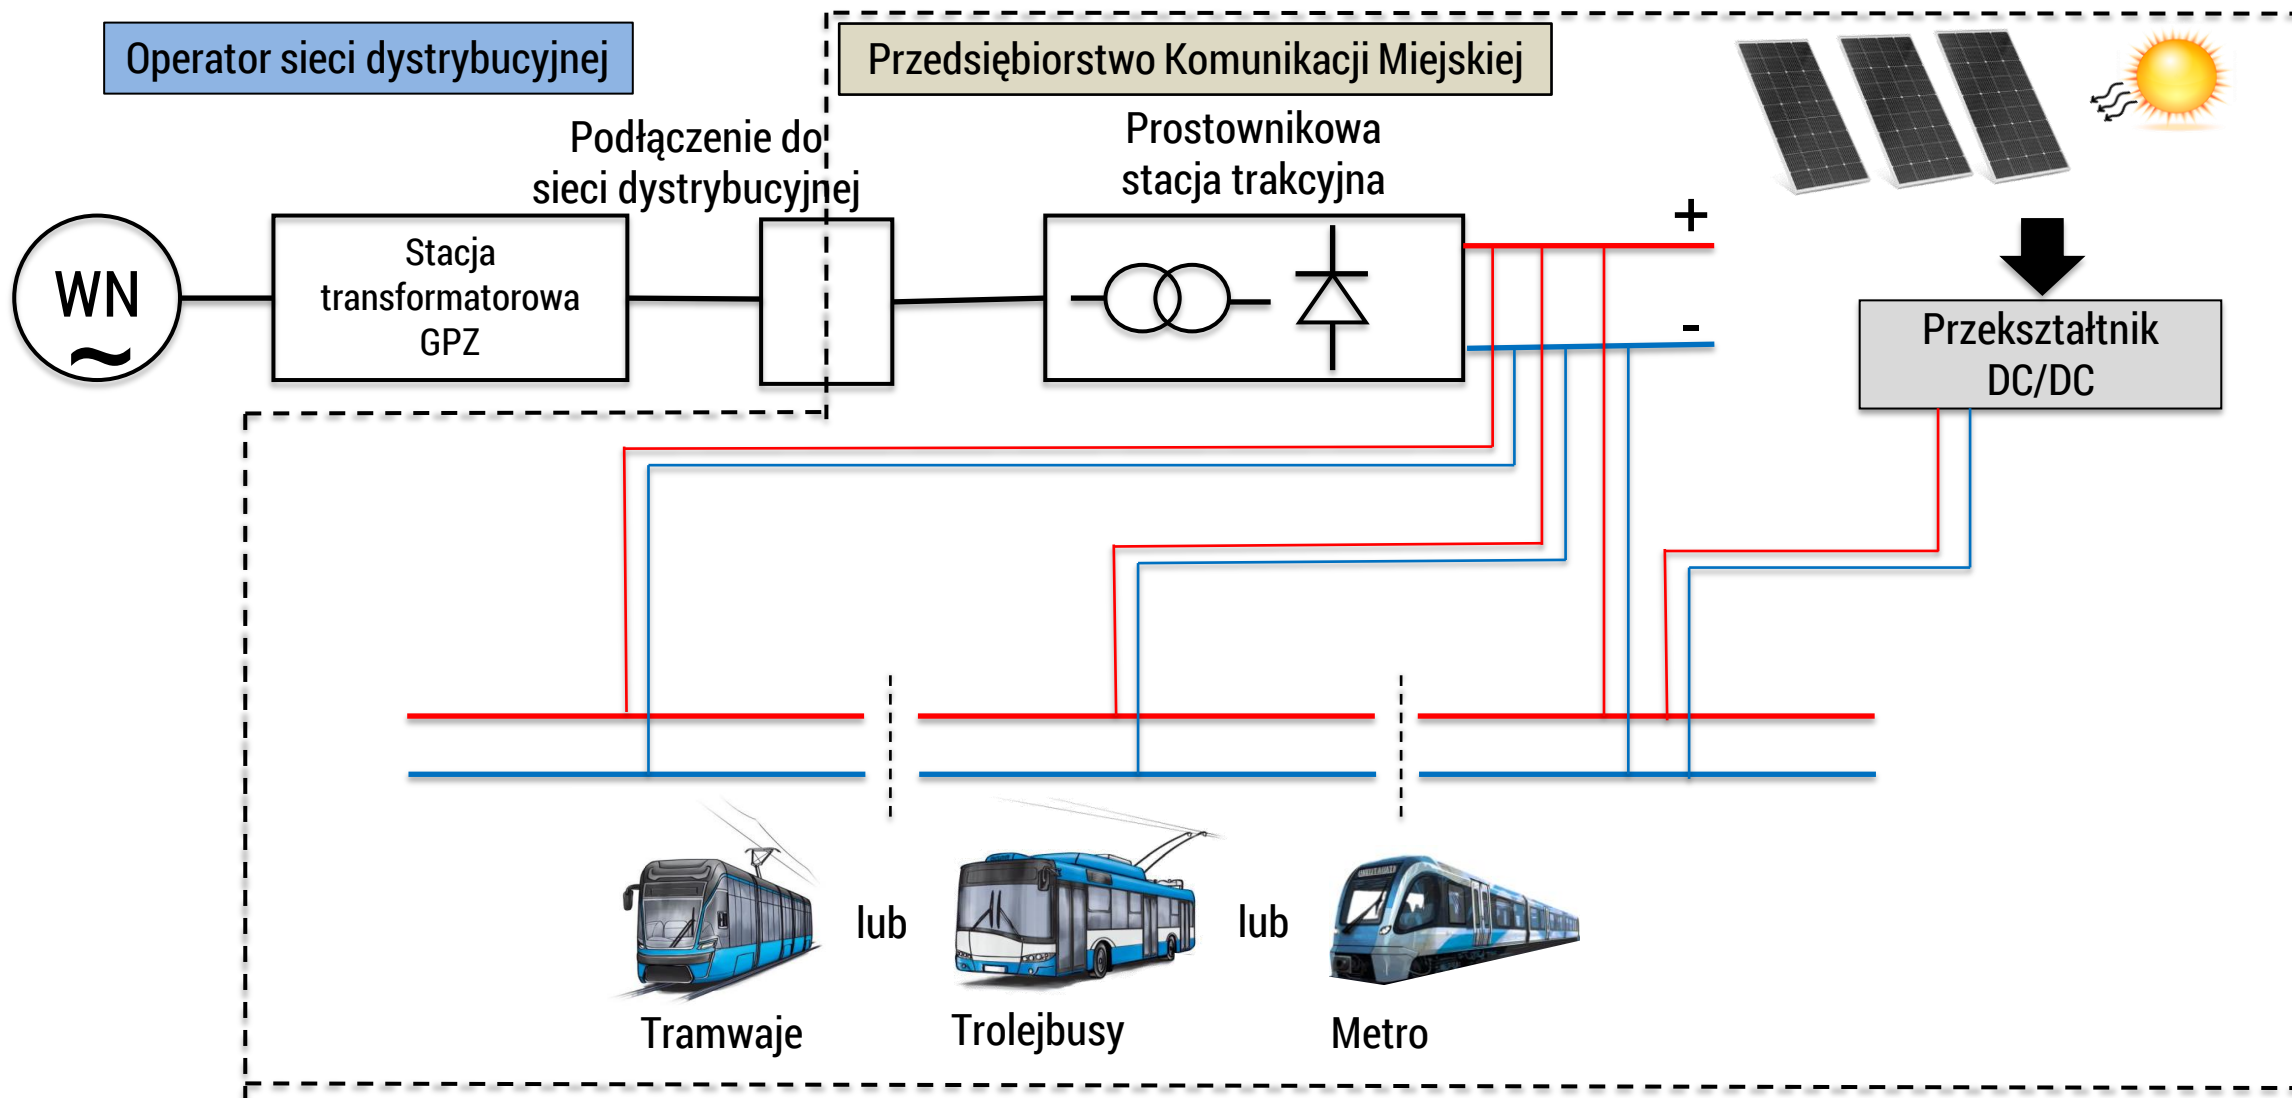 Operator sieci dystrybucyjnej
Przedsiębiorstwo Komunikacji Miejskiej
Podłączenie do
sieci dystrybucyjnej
Prostownikowa
stacja trakcyjna
WN
~
Stacja
transformatorowa
GPZ
+
-
Przekształtnik
DC/DC
lub
lub
Tramwaje
Trolejbusy
Metro